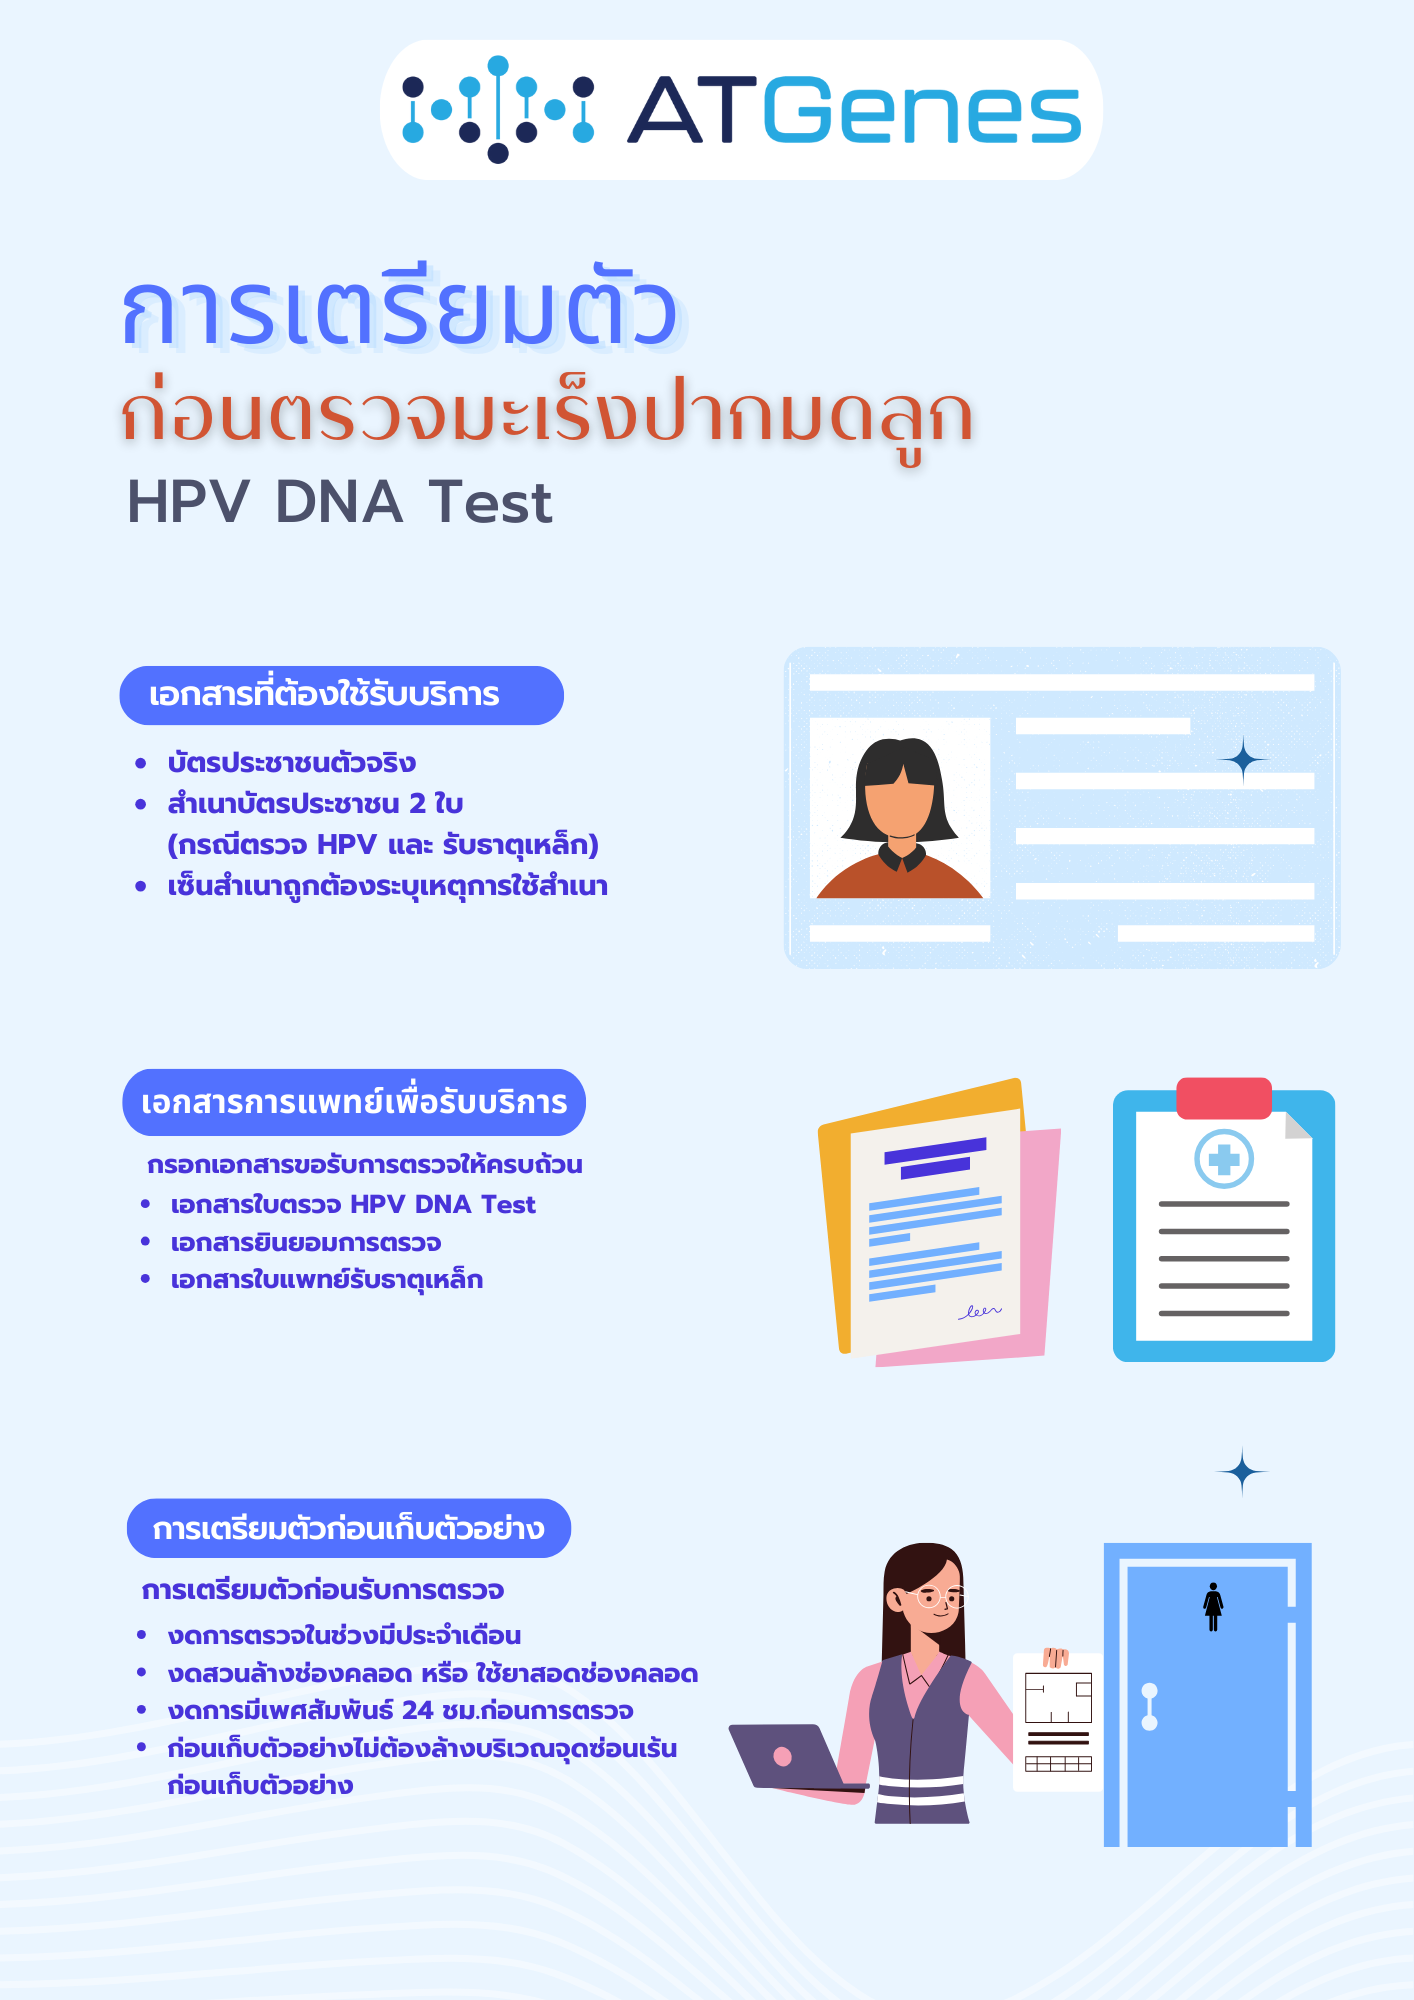 ATGenes
การเตรียมตัว
ก่อนตรวจมะเร็งปากมดลูก
HPV DNA Test
เอกสารที่ต้องใช้รับบริการ
• บัตรประชาชนตัวจริง
• สำเนาบัตรประชาชน 2 ใบ
(กรณีตรวจ HPV และ รับธาตุเหล็ก)
• เซ็นสำเนาถูกต้องระบุเหตุการใช้สำเนา
เอกสารการแพทย์เพื่อรับบริการ
กรอกเอกสารขอรับการตรวจให้ครบถ้วน
• เอกสารใบตรวจ HPV DNA Test
• เอกสารยินยอมการตรวจ
• เอกสารใบแพทย์รับธาตุเหล็ก
การเตรียมตัวก่อนเก็บตัวอย่าง
การเตรียมตัวก่อนรับการตรวจ
• งดการตรวจในช่วงมีประจำเดือน
• งดสวนล้างช่องคลอด หรือ ใช้ยาสอดช่องคลอด
• งดการมีเพศสัมพันธ์ 24 ชม.ก่อนการตรวจ
• ก่อนเก็บตัวอย่างไม่ต้องล้างบริเวณจุดซ่อนเร้น
ก่อนเก็บตัวอย่าง